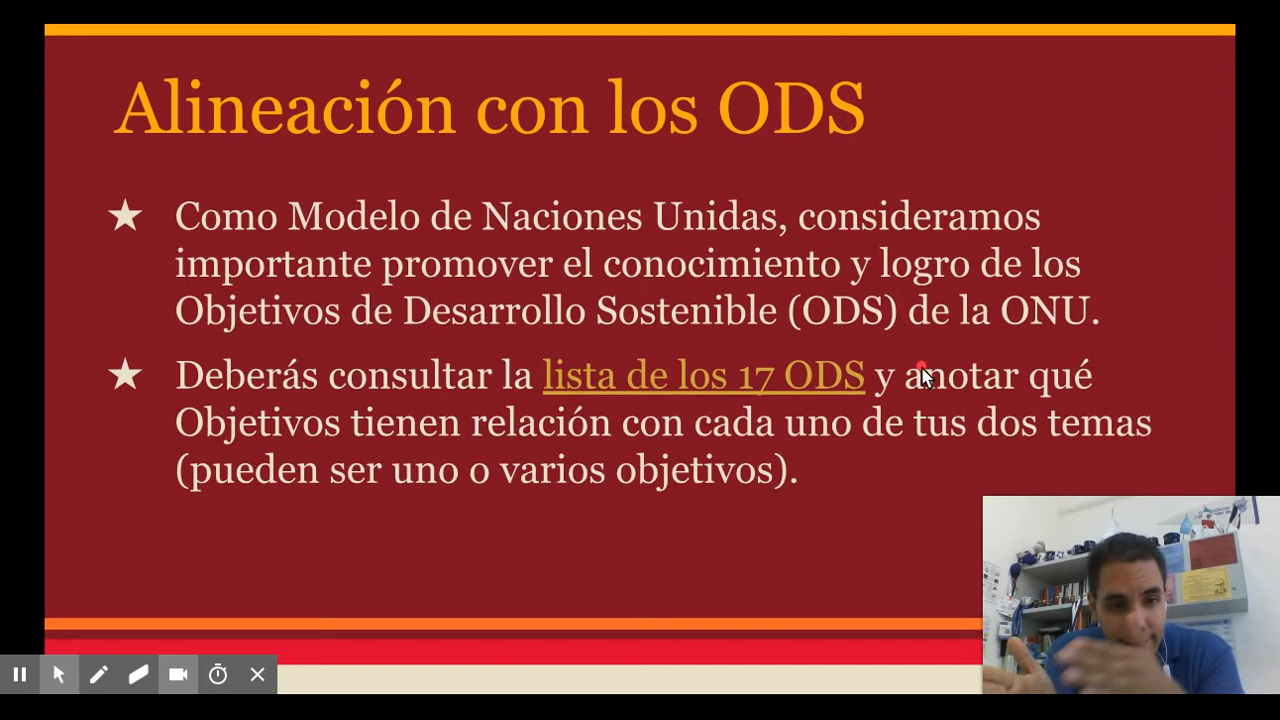 Alineación con los ODS
★ Como Modelo de Naciones Unidas, consideramos
importante promover el conocimiento y logro de los
Objetivos de Desarrollo Sostenible (ODS) de la ONU.
★ Deberás consultar la lista de los 17 ODS y anotar qué
Objetivos tienen relación con cada uno de tus dos temas
(pueden ser uno o varios objetivos).